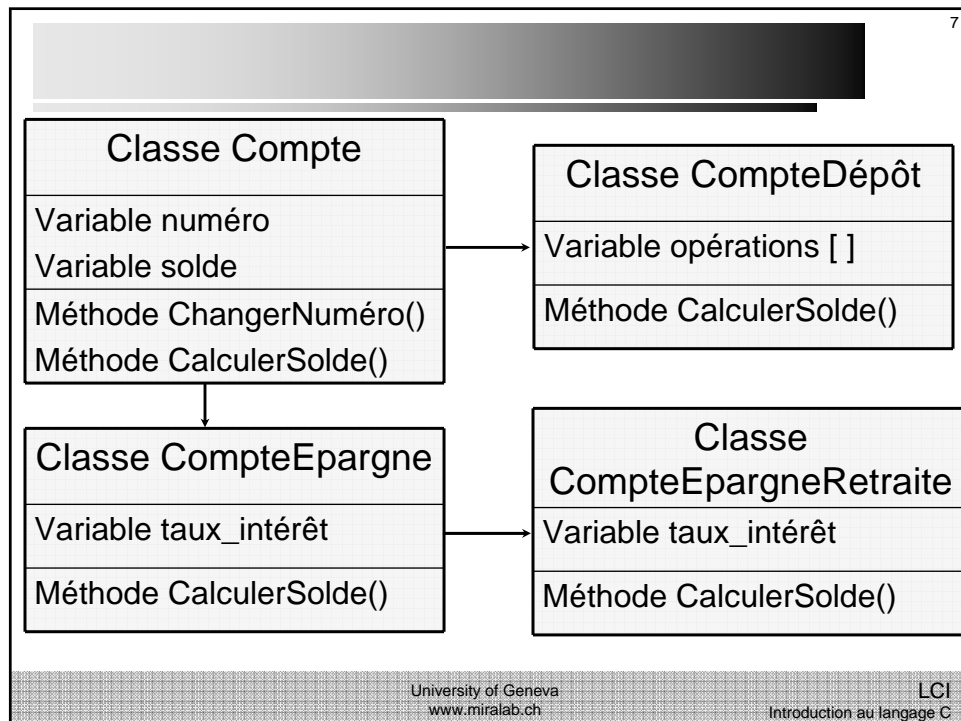 7
Classe Compte
Variable numéro
Variable solde
Méthode ChangerNuméro()
Méthode CalculerSolde()
Classe CompteDépôt
Variable opérations [ ]
Méthode CalculerSolde()
Classe CompteEpargne
Variable taux_intérêt
Méthode CalculerSolde()
Classe
CompteEpargneRetraite
Variable taux_intérêt
Méthode CalculerSolde()
University of Geneva
www.miralab.ch
LCI
Introduction au langage C